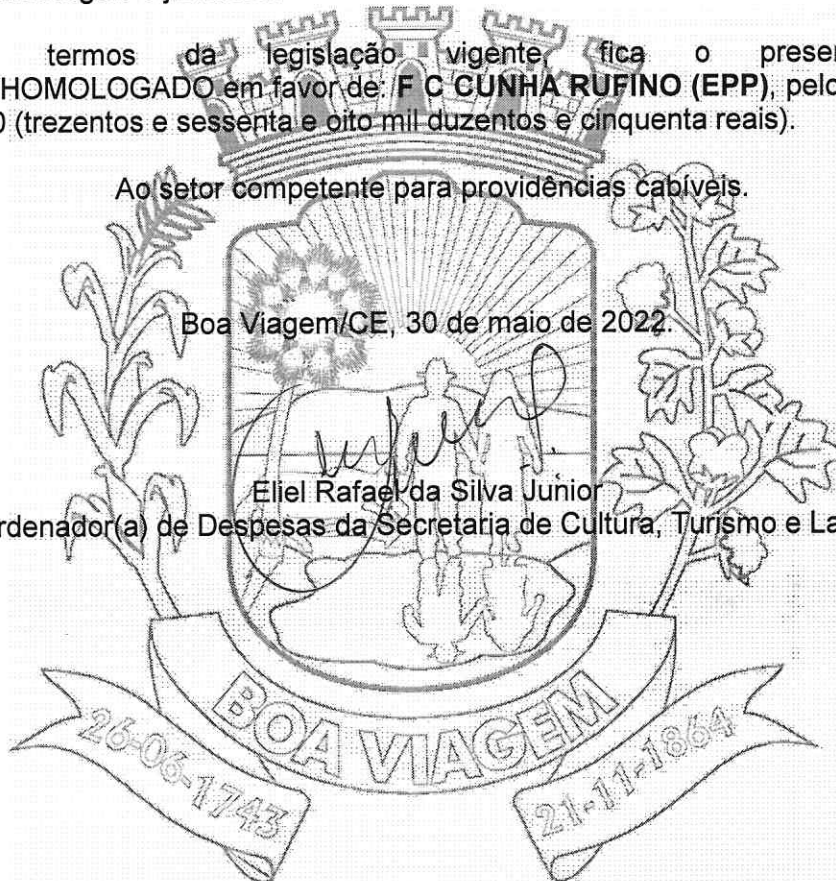 termos da legislação vigente, fica o presen
HOMOLOGADO em favor de: F C CUNHA RUFINO (EPP), pelo
0 (trezentos e sessenta e oito mil duzentos e cinquenta reais).
Ao setor competente para providências cabíveis.
Boa Viagem/CE, 30 de maio de 2022.
Eliel Rafael da Silva Junior
rdenador(a) de Despesas da Secretaria de Cultura, Turismo e La
BOA VIAGEM
26-06-1743
21-11-1864